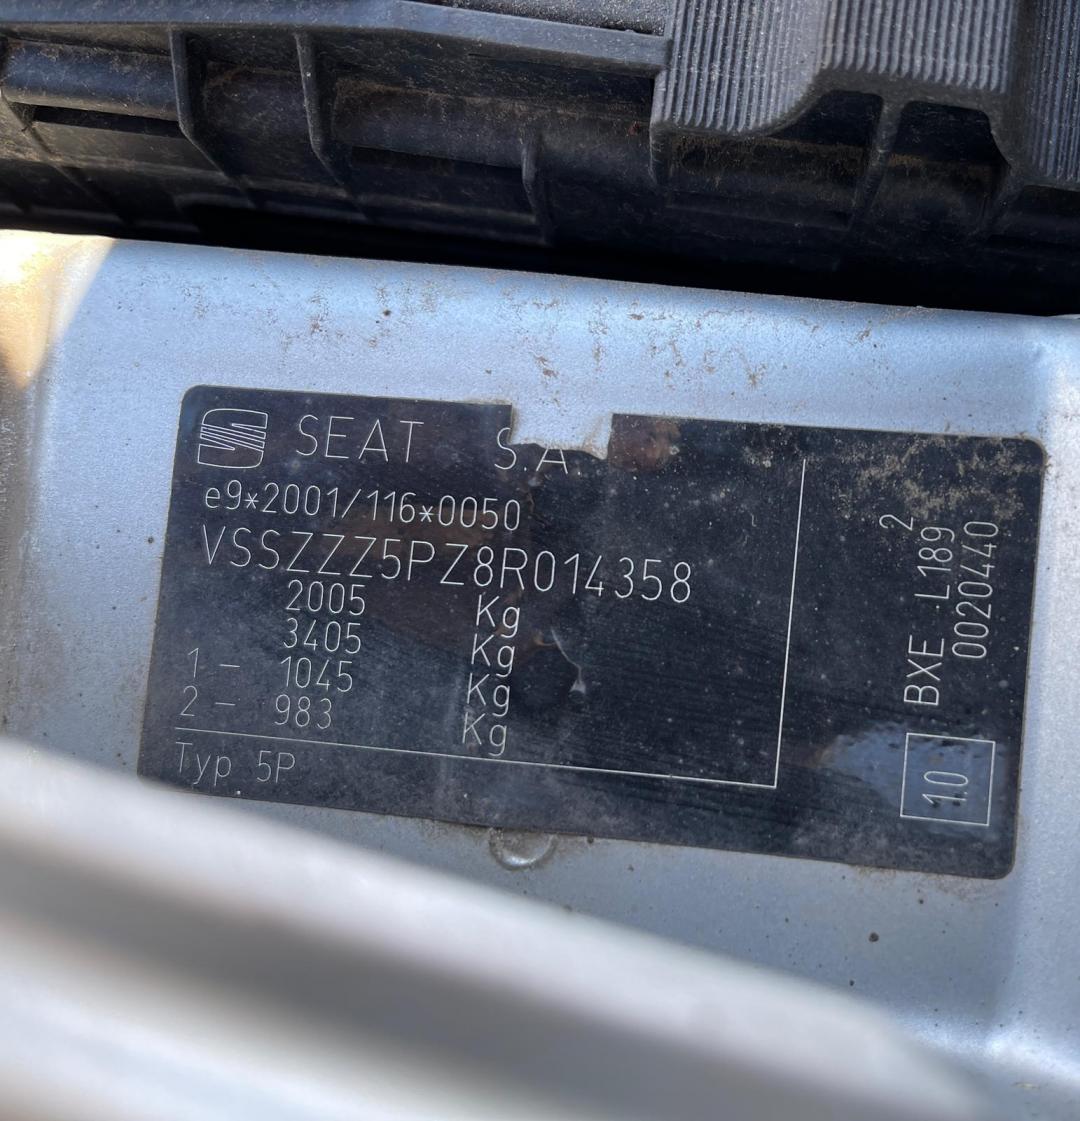 SEAT S.A
e9*2001/116*0050
VSSZZZ5PZ8R014358
2005 Kg
3405 Kg
1 - 1045 Kg
2 - 983 Kg
Typ 5P
BXE L189 2
0020440
1.0